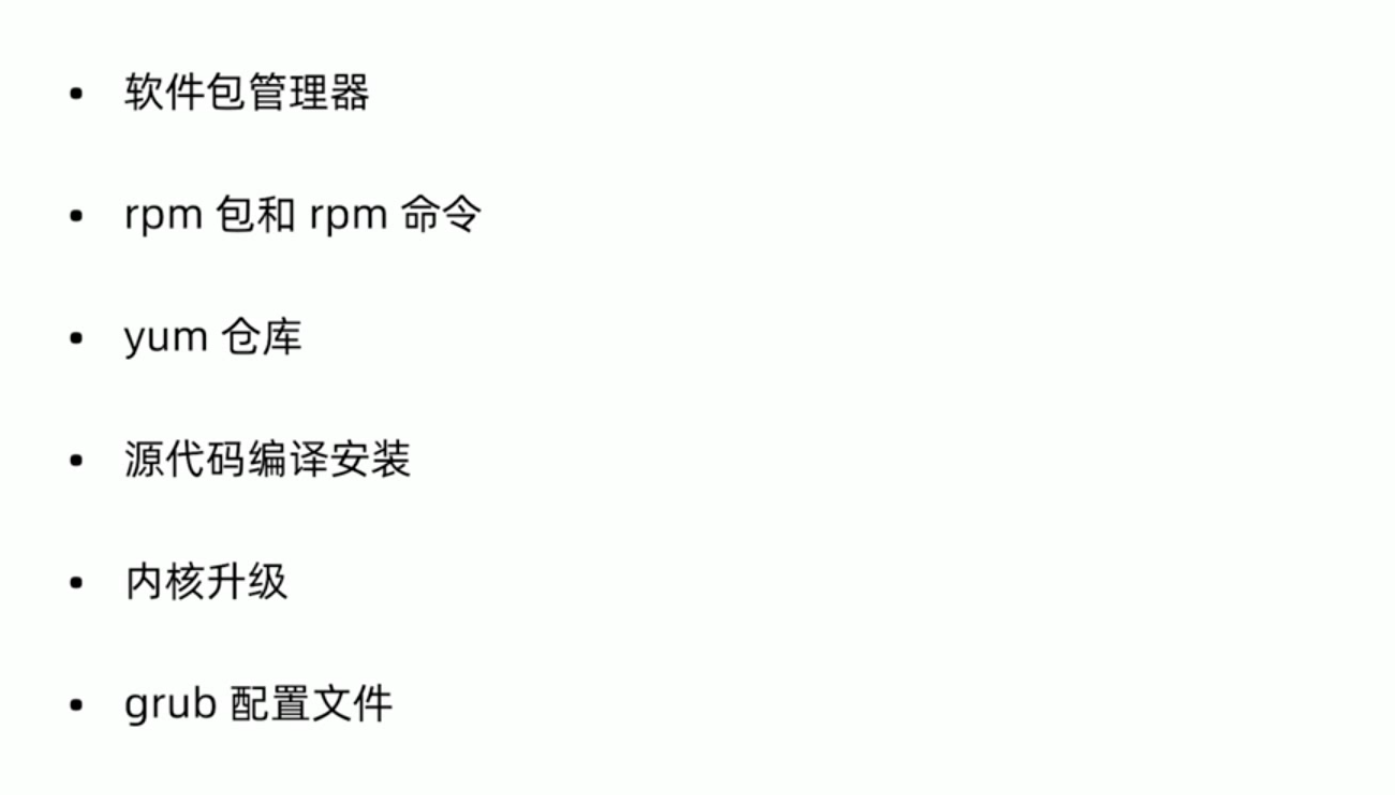 • 软件包管理器
• rpm 包和 rpm 命令
• yum 仓库
• 源代码编译安装
• 内核升级
• grub 配置文件